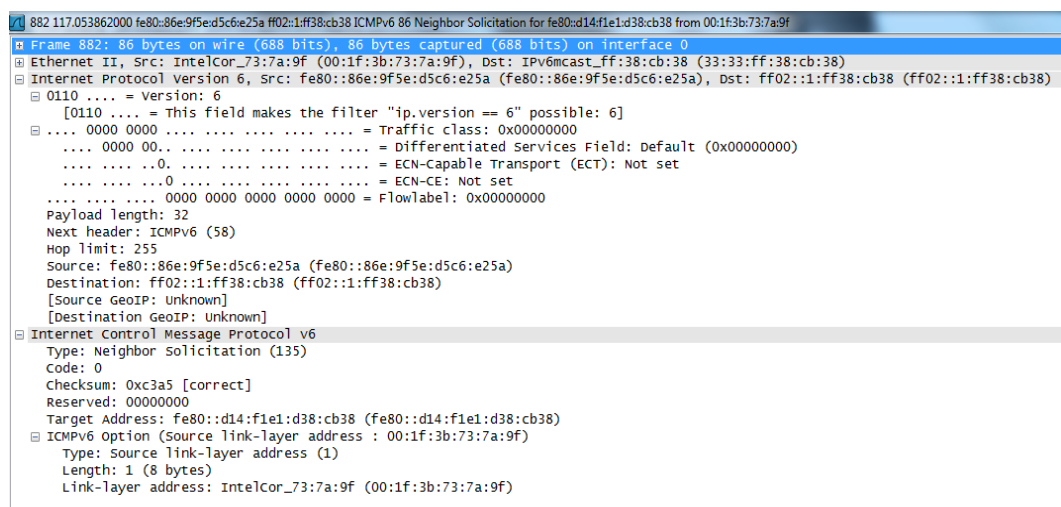 882 117.053862000 fe80::86e:9f5e:d5c6:e25a ff02::1:ff38:cb38 ICMPv6 86 Neighbor Solicitation for fe80::d14:f1e1:d38:cb38 from 00:1f:3b:73:7a:9f
Frame 882: 86 bytes on wire (688 bits), 86 bytes captured (688 bits) on interface 0
Ethernet II, Src: IntelCor_73:7a:9f (00:1f:3b:73:7a:9f), Dst: IPv6mcast_ff:38:cb:38 (33:33:ff:38:cb:38)
Internet Protocol Version 6, Src: fe80::86e:9f5e:d5c6:e25a (fe80::86e:9f5e:d5c6:e25a), Dst: ff02::1:ff38:cb38 (ff02::1:ff38:cb38)
0110 .... = Version: 6
[0110 .... = This field makes the filter "ip.version == 6" possible: 6]
.... 0000 0000 .... .... .... .... .... = Traffic class: 0x00000000
.... 0000 00.. .... .... .... .... .... = Differentiated Services Field: Default (0x00000000)
.... .... ..0. .... .... .... .... .... = ECN-Capable Transport (ECT): Not set
.... .... ...0 .... .... .... .... .... = ECN-CE: Not set
.... .... .... 0000 0000 0000 0000 0000 = Flowlabel: 0x00000000
Payload length: 32
Next header: ICMPv6 (58)
Hop limit: 255
Source: fe80::86e:9f5e:d5c6:e25a (fe80::86e:9f5e:d5c6:e25a)
Destination: ff02::1:ff38:cb38 (ff02::1:ff38:cb38)
[Source GeoIP: Unknown]
[Destination GeoIP: Unknown]
Internet Control Message Protocol v6
Type: Neighbor Solicitation (135)
Code: 0
Checksum: 0xc3a5 [correct]
Reserved: 00000000
Target Address: fe80::d14:f1e1:d38:cb38 (fe80::d14:f1e1:d38:cb38)
ICMPv6 Option (Source link-layer address : 00:1f:3b:73:7a:9f)
Type: Source link-layer address (1)
Length: 1 (8 bytes)
Link-layer address: IntelCor_73:7a:9f (00:1f:3b:73:7a:9f)